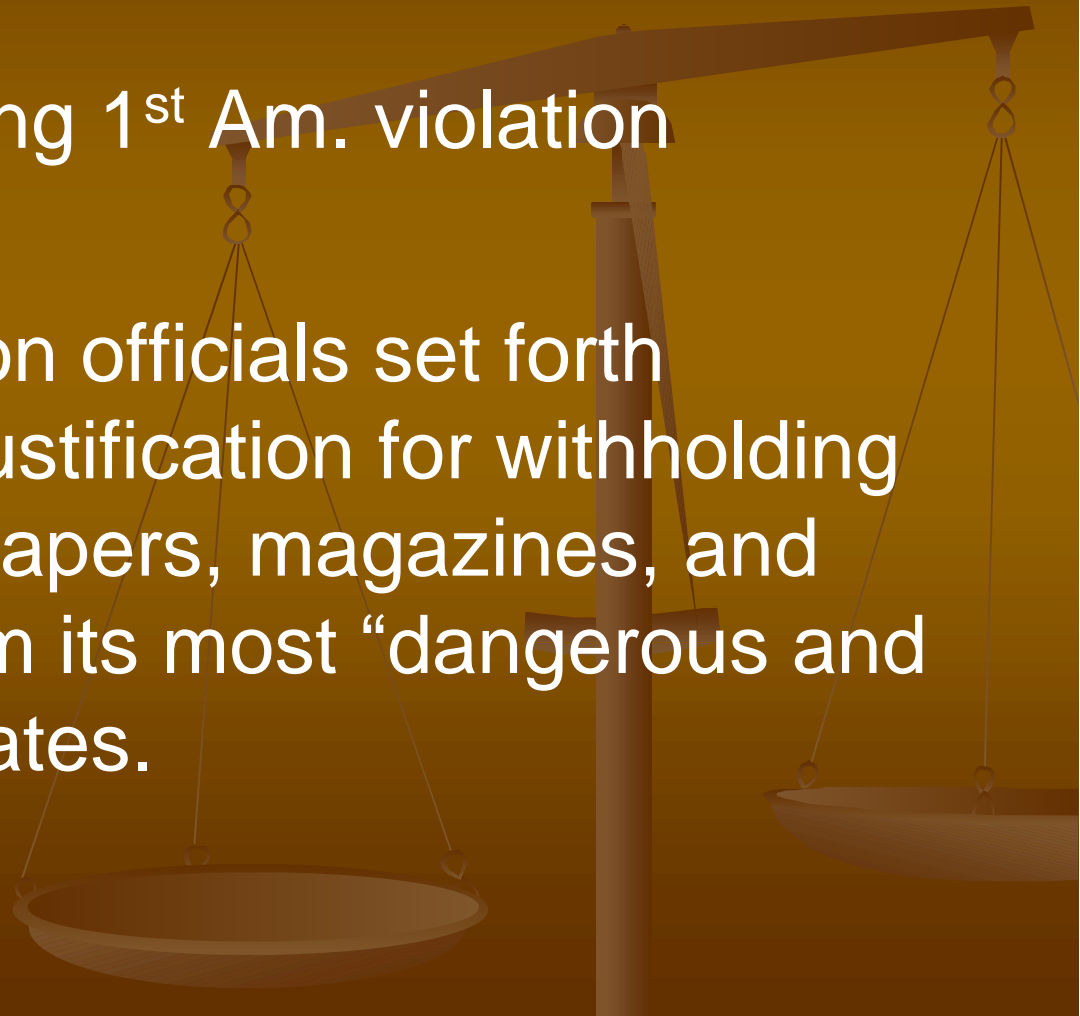 ng 1st Am. violation
on officials set forth
ustification for withholding
apers, magazines, and
m its most “dangerous and
ates.